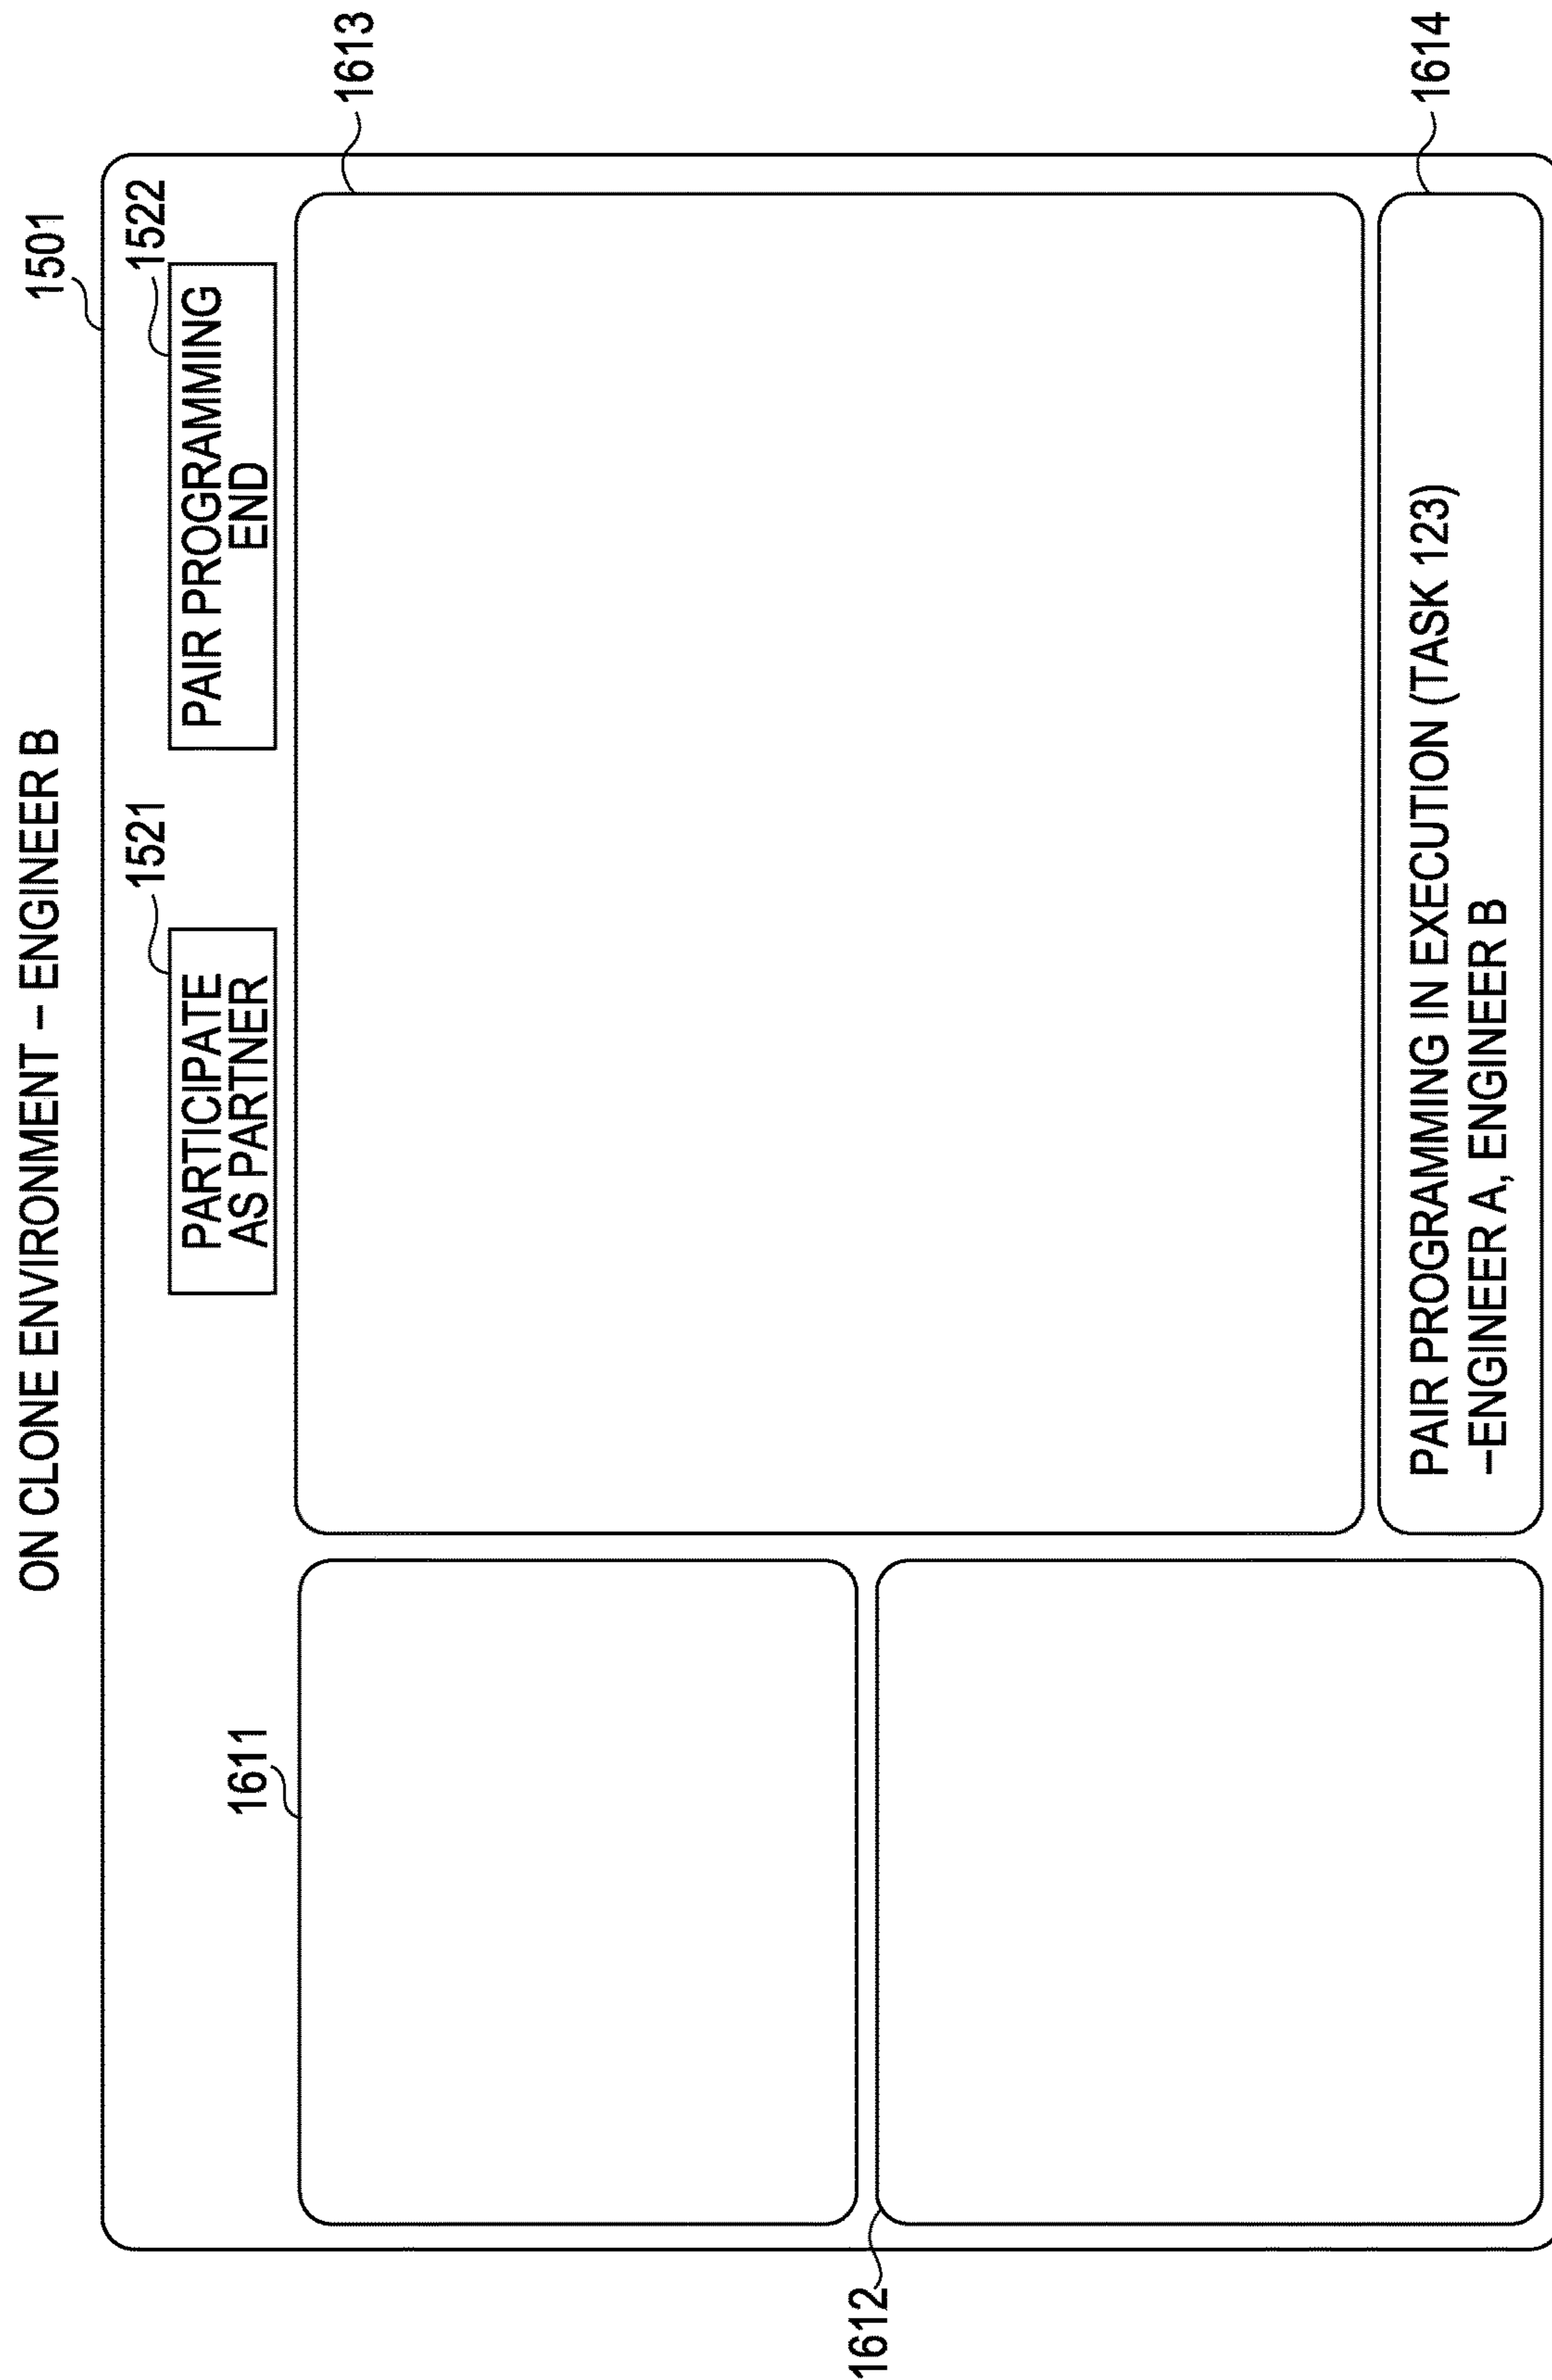 ON CLONE ENVIRONMENT – ENGINEER B
1501
1521
1522
PARTICIPATE
AS PARTNER
PAIR PROGRAMMING
END
1611
1613
1612
PAIR PROGRAMMING IN EXECUTION (TASK 123)
–ENGINEER A, ENGINEER B
1614